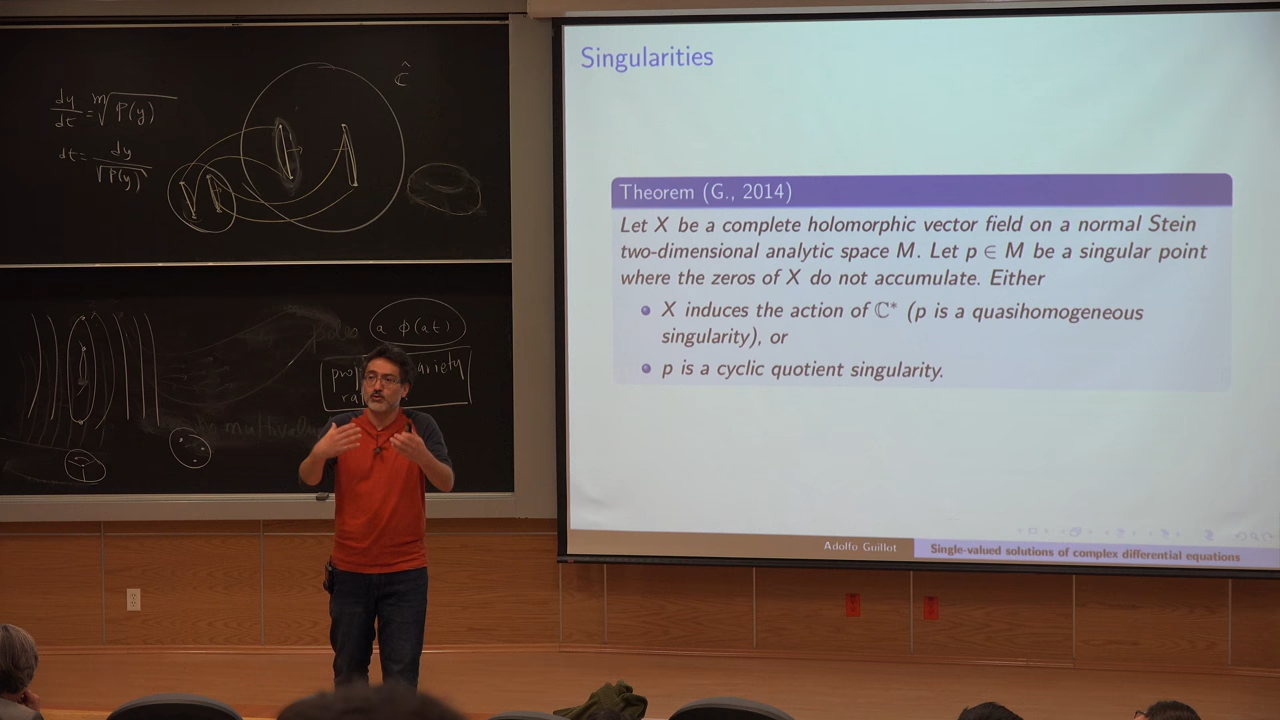 dy/dt = m√P(y)
dt = dy/√P(y)
Ĉ
a ϕ(at)
Singularities
Theorem (G., 2014)
Let X be a complete holomorphic vector field on a normal Stein
two-dimensional analytic space M. Let p ∈ M be a singular point
where the zeros of X do not accumulate. Either
X induces the action of ℂ* (p is a quasihomogeneous
singularity), or
p is a cyclic quotient singularity.
Adolfo Guillot
Single-valued solutions of complex differential equations